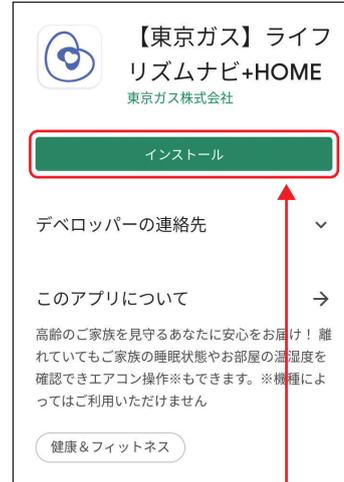 【東京ガス】ライフ
リズムナビ+HOME
東京ガス株式会社
インストール
デベロッパーの連絡先
このアプリについて
高齢のご家族を見守るあなたに安心をお届け! 離
れていてもご家族の睡眠状態やお部屋の温湿度を
確認できエアコン操作※もできます。※機種によ
ってはご利用いただけません
健康&フィットネス